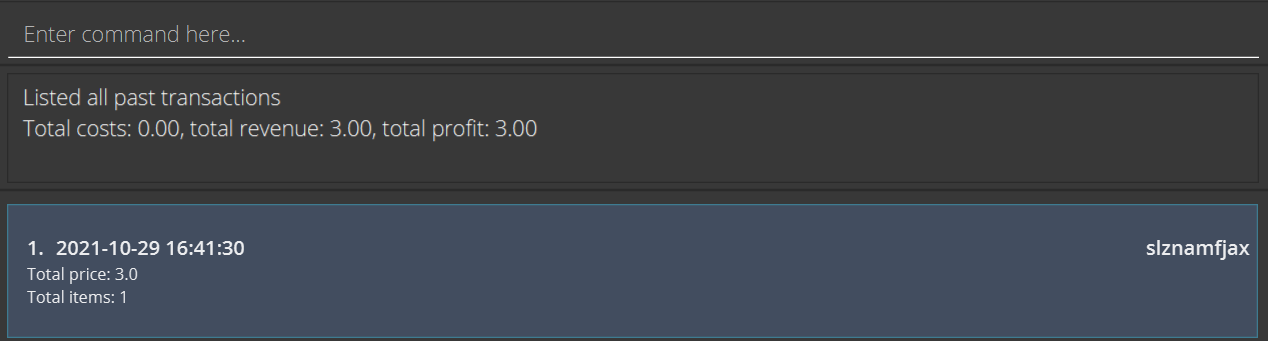 Enter command here...
Listed all past transactions
Total costs: 0.00, total revenue: 3.00, total profit: 3.00
1. 2021-10-29 16:41:30 slznamfjax
Total price: 3.0
Total items: 1